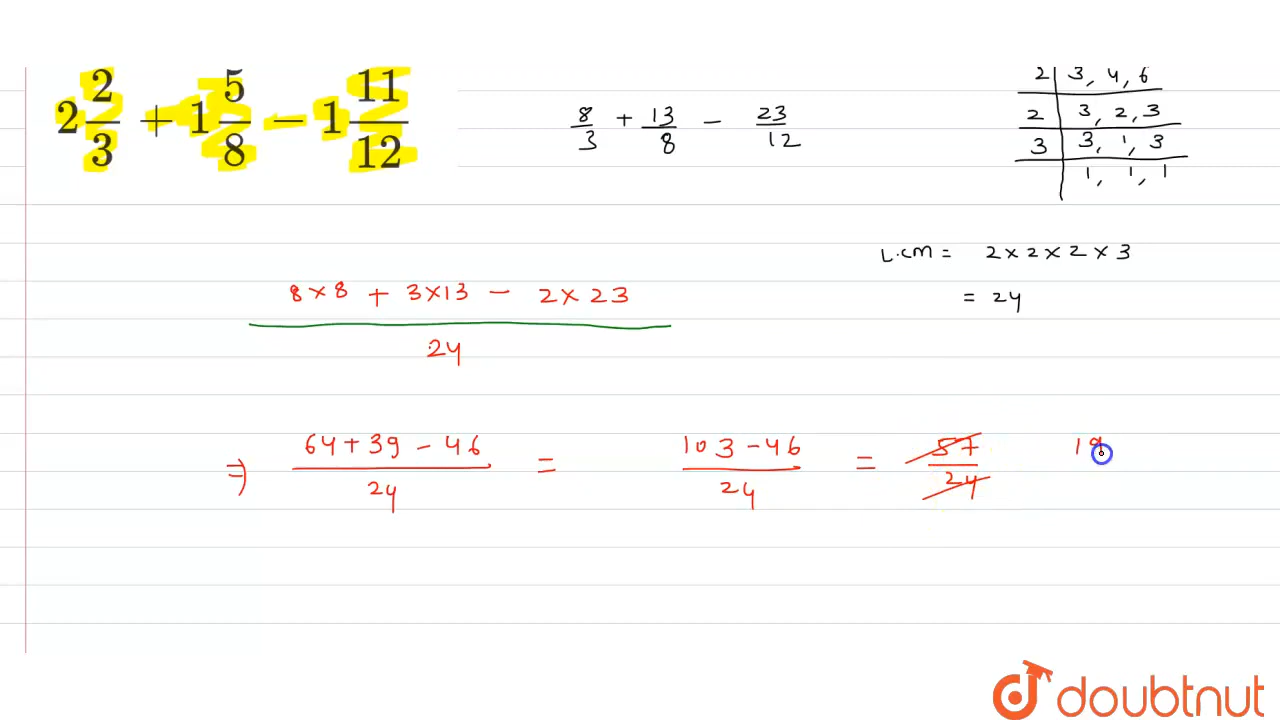 2 2/3 + 1 5/8 − 1 11/12
8/3 + 13/8 − 23/12
2 | 3, 4, 6
2 | 3, 2, 3
3 | 3, 1, 3
1, 1, 1
L.CM = 2 × 2 × 2 × 3
= 24
8 × 8 + 3 × 13 − 2 × 23
24
⇒ 64 + 39 − 46 / 24 = 103 − 46 / 24 = 57/24 19
doubtnut